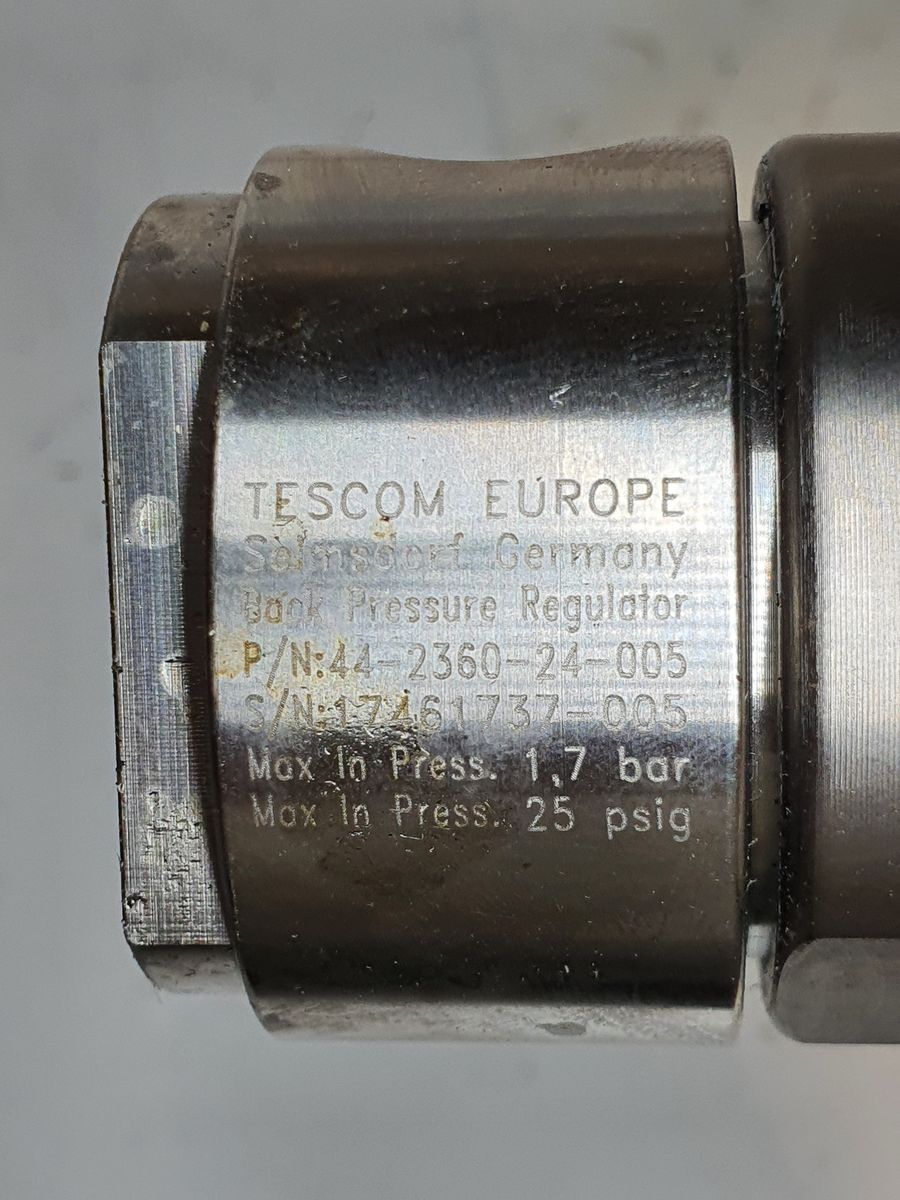 TESCOM EUROPE
Selmsdorf Germany
Back Pressure Regulator
P/N:44-2360-24-005
S/N:17461737-005
Max In Press. 1,7 bar
Max In Press. 25 psig